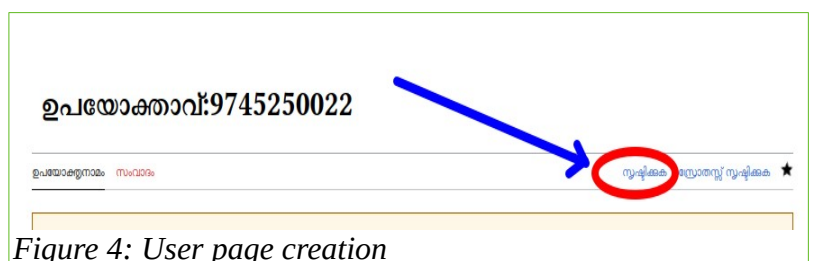 ഉപയോക്താവ്:9745250022
ഉപയോക്തൃനാമം സംവാദം സൃഷ്ടിക്കുക സ്രോതസ്സ് സൃഷ്ടിക്കുക
Figure 4: User page creation